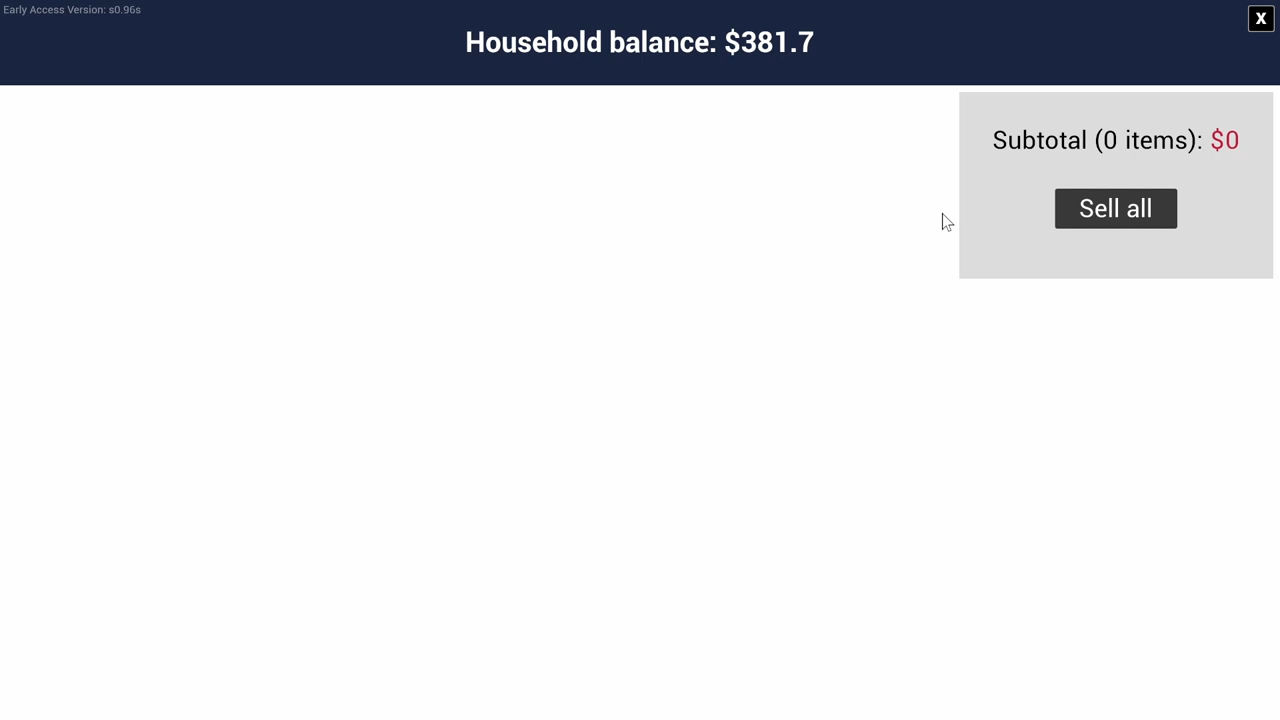 Early Access Version: s0.96s
X
Household balance: $381.7
Subtotal (0 items): $0
Sell all